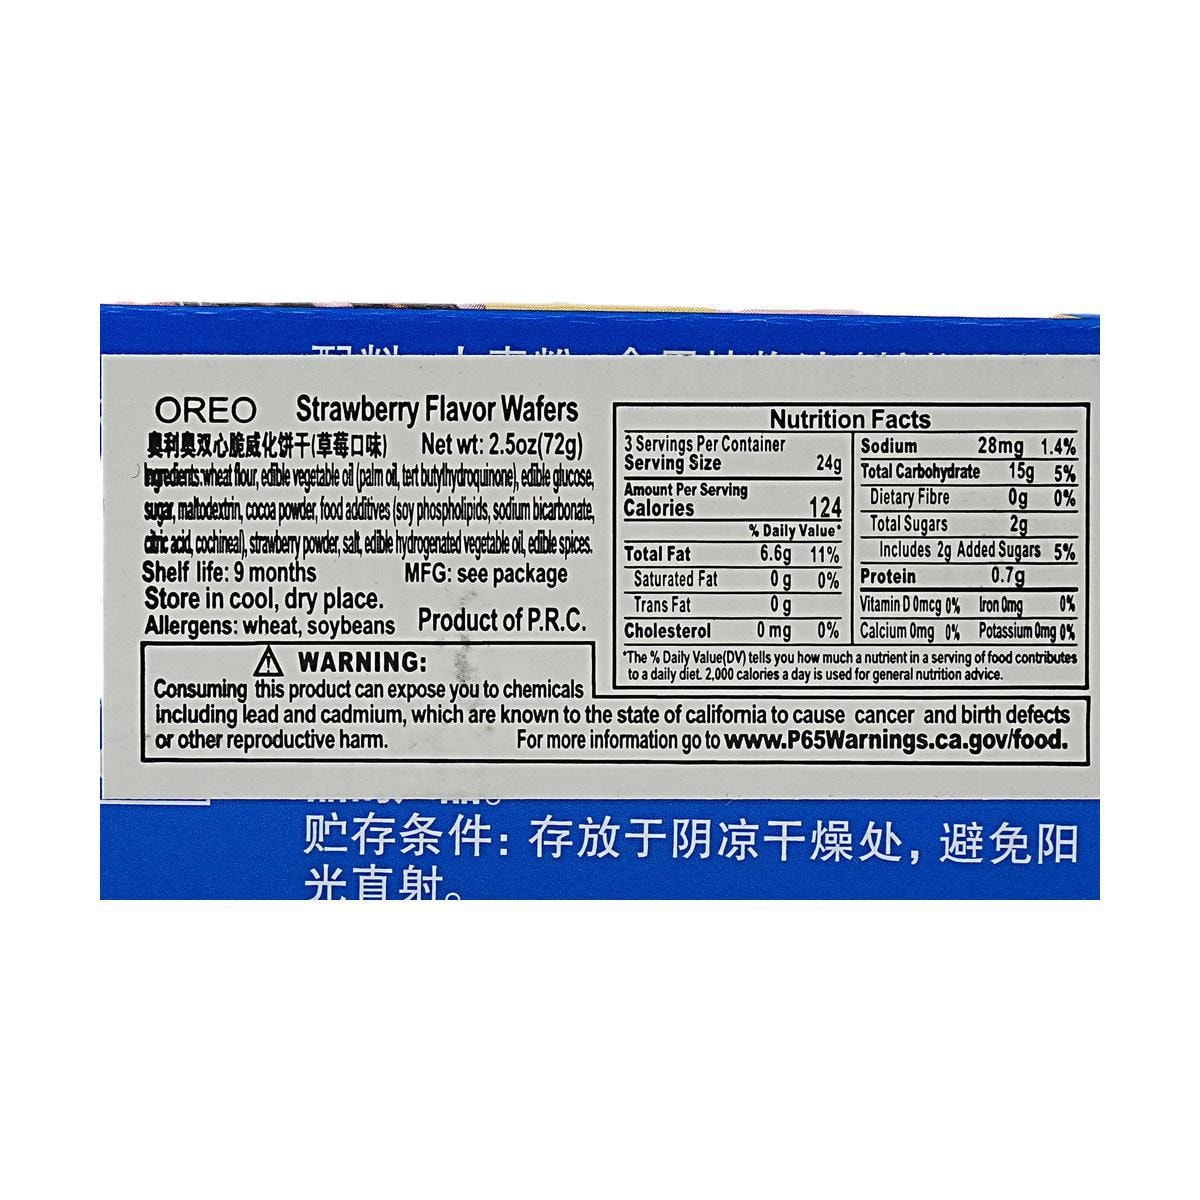 OREO Strawberry Flavor Wafers
奥利奥双心脆威化饼干(草莓口味) Net wt: 2.5oz(72g)
Ingredients: wheat flour, edible vegetable oil (palm oil, tert butylhydroquinone), edible glucose,
sugar, maltodextrin, cocoa powder, food additives (soy phospholipids, sodium bicarbonate,
citric acid, cochineal), strawberry powder, salt, edible hydrogenated vegetable oil, edible spices.
Shelf life: 9 months MFG: see package
Store in cool, dry place.
Allergens: wheat, soybeans Product of P.R.C.
Nutrition Facts
3 Servings Per Container
Serving Size 24g
Amount Per Serving
Calories 124
% Daily Value*
Total Fat 6.6g 11%
Saturated Fat 0 g 0%
Trans Fat 0 g
Cholesterol 0 mg 0%
Sodium 28mg 1.4%
Total Carbohydrate 15g 5%
Dietary Fibre 0g 0%
Total Sugars 2g
Includes 2g Added Sugars 5%
Protein 0.7g
Vitamin D 0mcg 0% Iron 0mg 0%
Calcium 0mg 0% Potassium 0mg 0%
*The % Daily Value(DV) tells you how much a nutrient in a serving of food contributes
to a daily diet. 2,000 calories a day is used for general nutrition advice.
WARNING:
Consuming this product can expose you to chemicals
including lead and cadmium, which are known to the state of california to cause cancer and birth defects
or other reproductive harm. For more information go to www.P65Warnings.ca.gov/food.
贮存条件: 存放于阴凉干燥处, 避免阳
光直射。